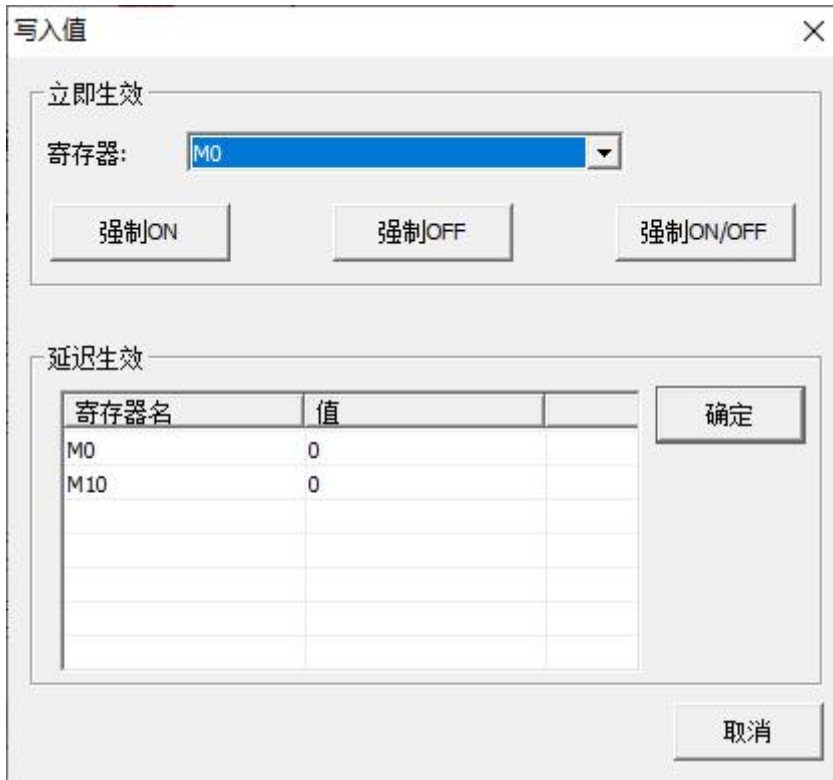 写入值
立即生效
寄存器: M0
强制ON 强制OFF 强制ON/OFF
延迟生效
寄存器名 值
M0 0
M10 0
确定
取消